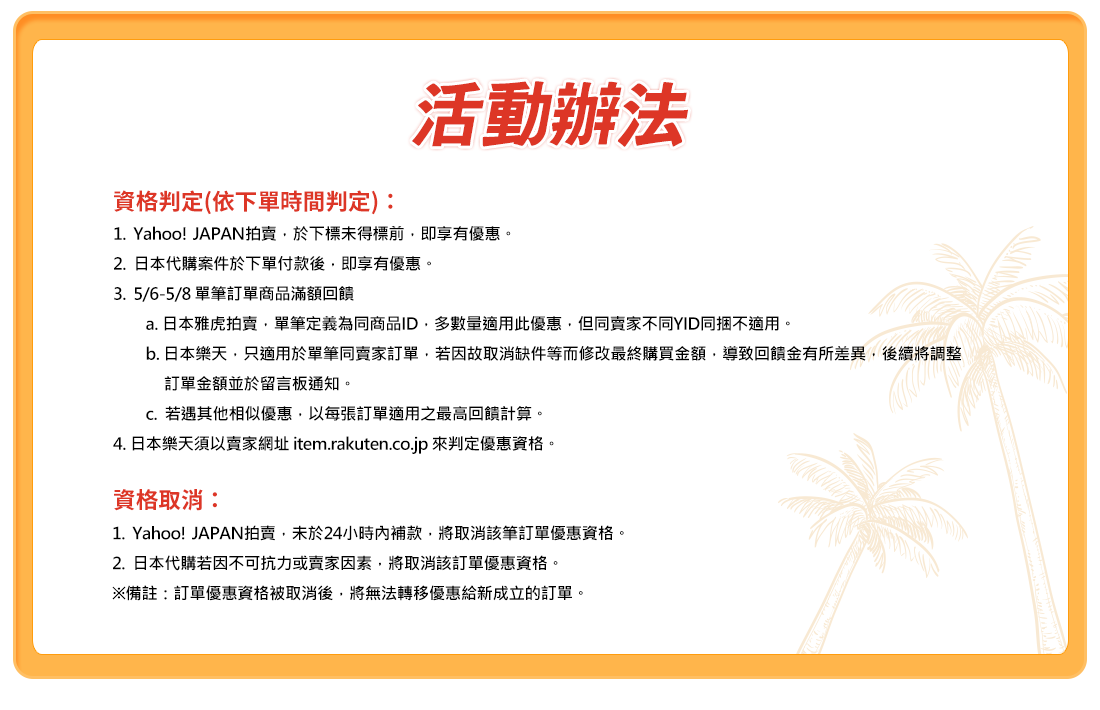 活動辦法
資格判定(依下單時間判定)：
1. Yahoo! JAPAN拍賣，於下標未得標前，即享有優惠。
2. 日本代購案件於下單付款後，即享有優惠。
3. 5/6-5/8 單筆訂單商品滿額回饋
a. 日本雅虎拍賣，單筆定義為同商品ID，多數量適用此優惠，但同賣家不同YID同捆不適用。
b. 日本樂天，只適用於單筆同賣家訂單，若因故取消缺件等而修改最終購買金額，導致回饋金有所差異，後續將調整
訂單金額並於留言板通知。
c. 若遇其他相似優惠，以每張訂單適用之最高回饋計算。
4. 日本樂天須以賣家網址 item.rakuten.co.jp 來判定優惠資格。
資格取消：
1. Yahoo! JAPAN拍賣，未於24小時內補款，將取消該筆訂單優惠資格。
2. 日本代購若因不可抗力或賣家因素，將取消該訂單優惠資格。
※備註：訂單優惠資格被取消後，將無法轉移優惠給新成立的訂單。